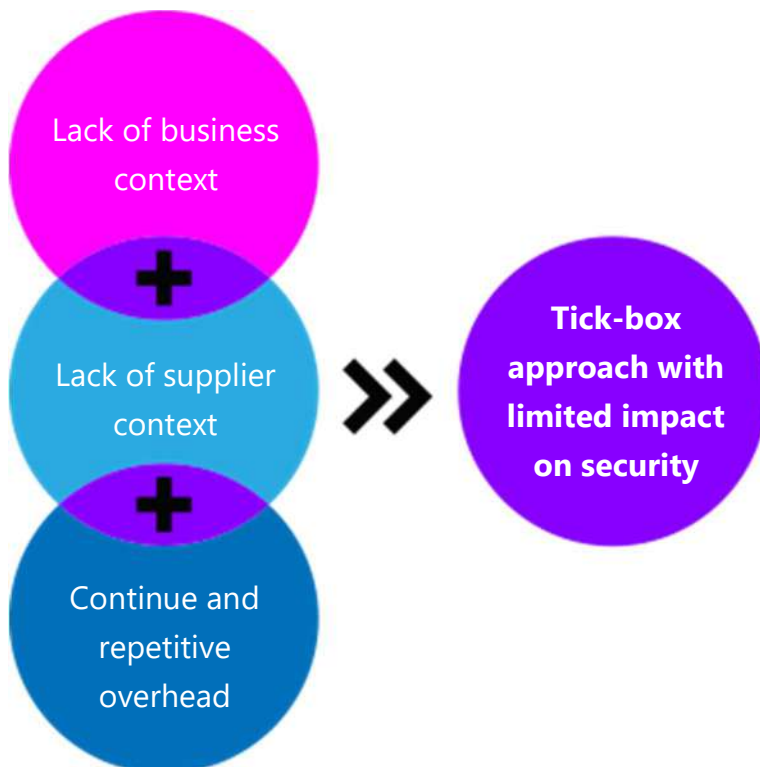 Lack of business
context
Lack of supplier
context
Continue and
repetitive
overhead
Tick-box
approach with
limited impact
on security